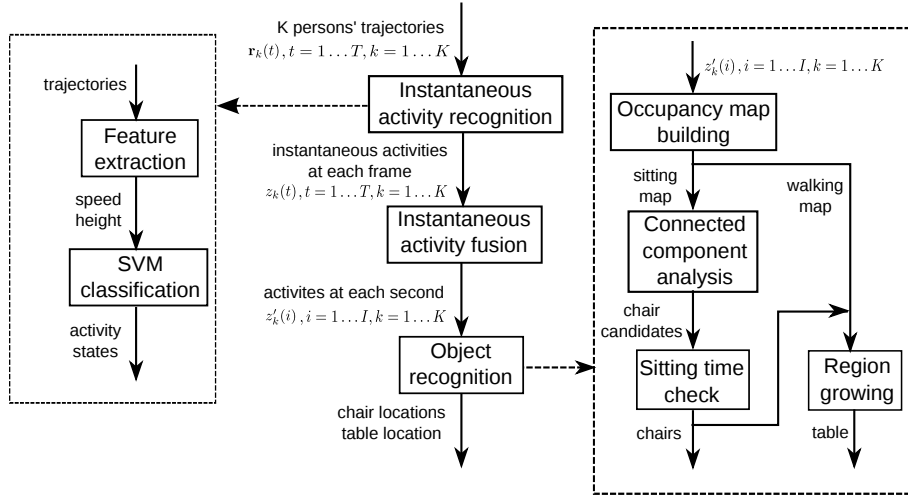 trajectories
Feature
extraction
speed
height
SVM
classification
activity
states
K persons' trajectories
r_k(t), t = 1 … T, k = 1 … K
Instantaneous
activity recognition
instantaneous activities
at each frame
z_k(t), t = 1 … T, k = 1 … K
Instantaneous
activity fusion
activites at each second
z'_k(i), i = 1 … I, k = 1 … K
Object
recognition
chair locations
table location
z'_k(i), i = 1 … I, k = 1 … K
Occupancy map
building
sitting
map
walking
map
Connected
component
analysis
chair
candidates
Sitting time
check
Region
growing
chairs
table